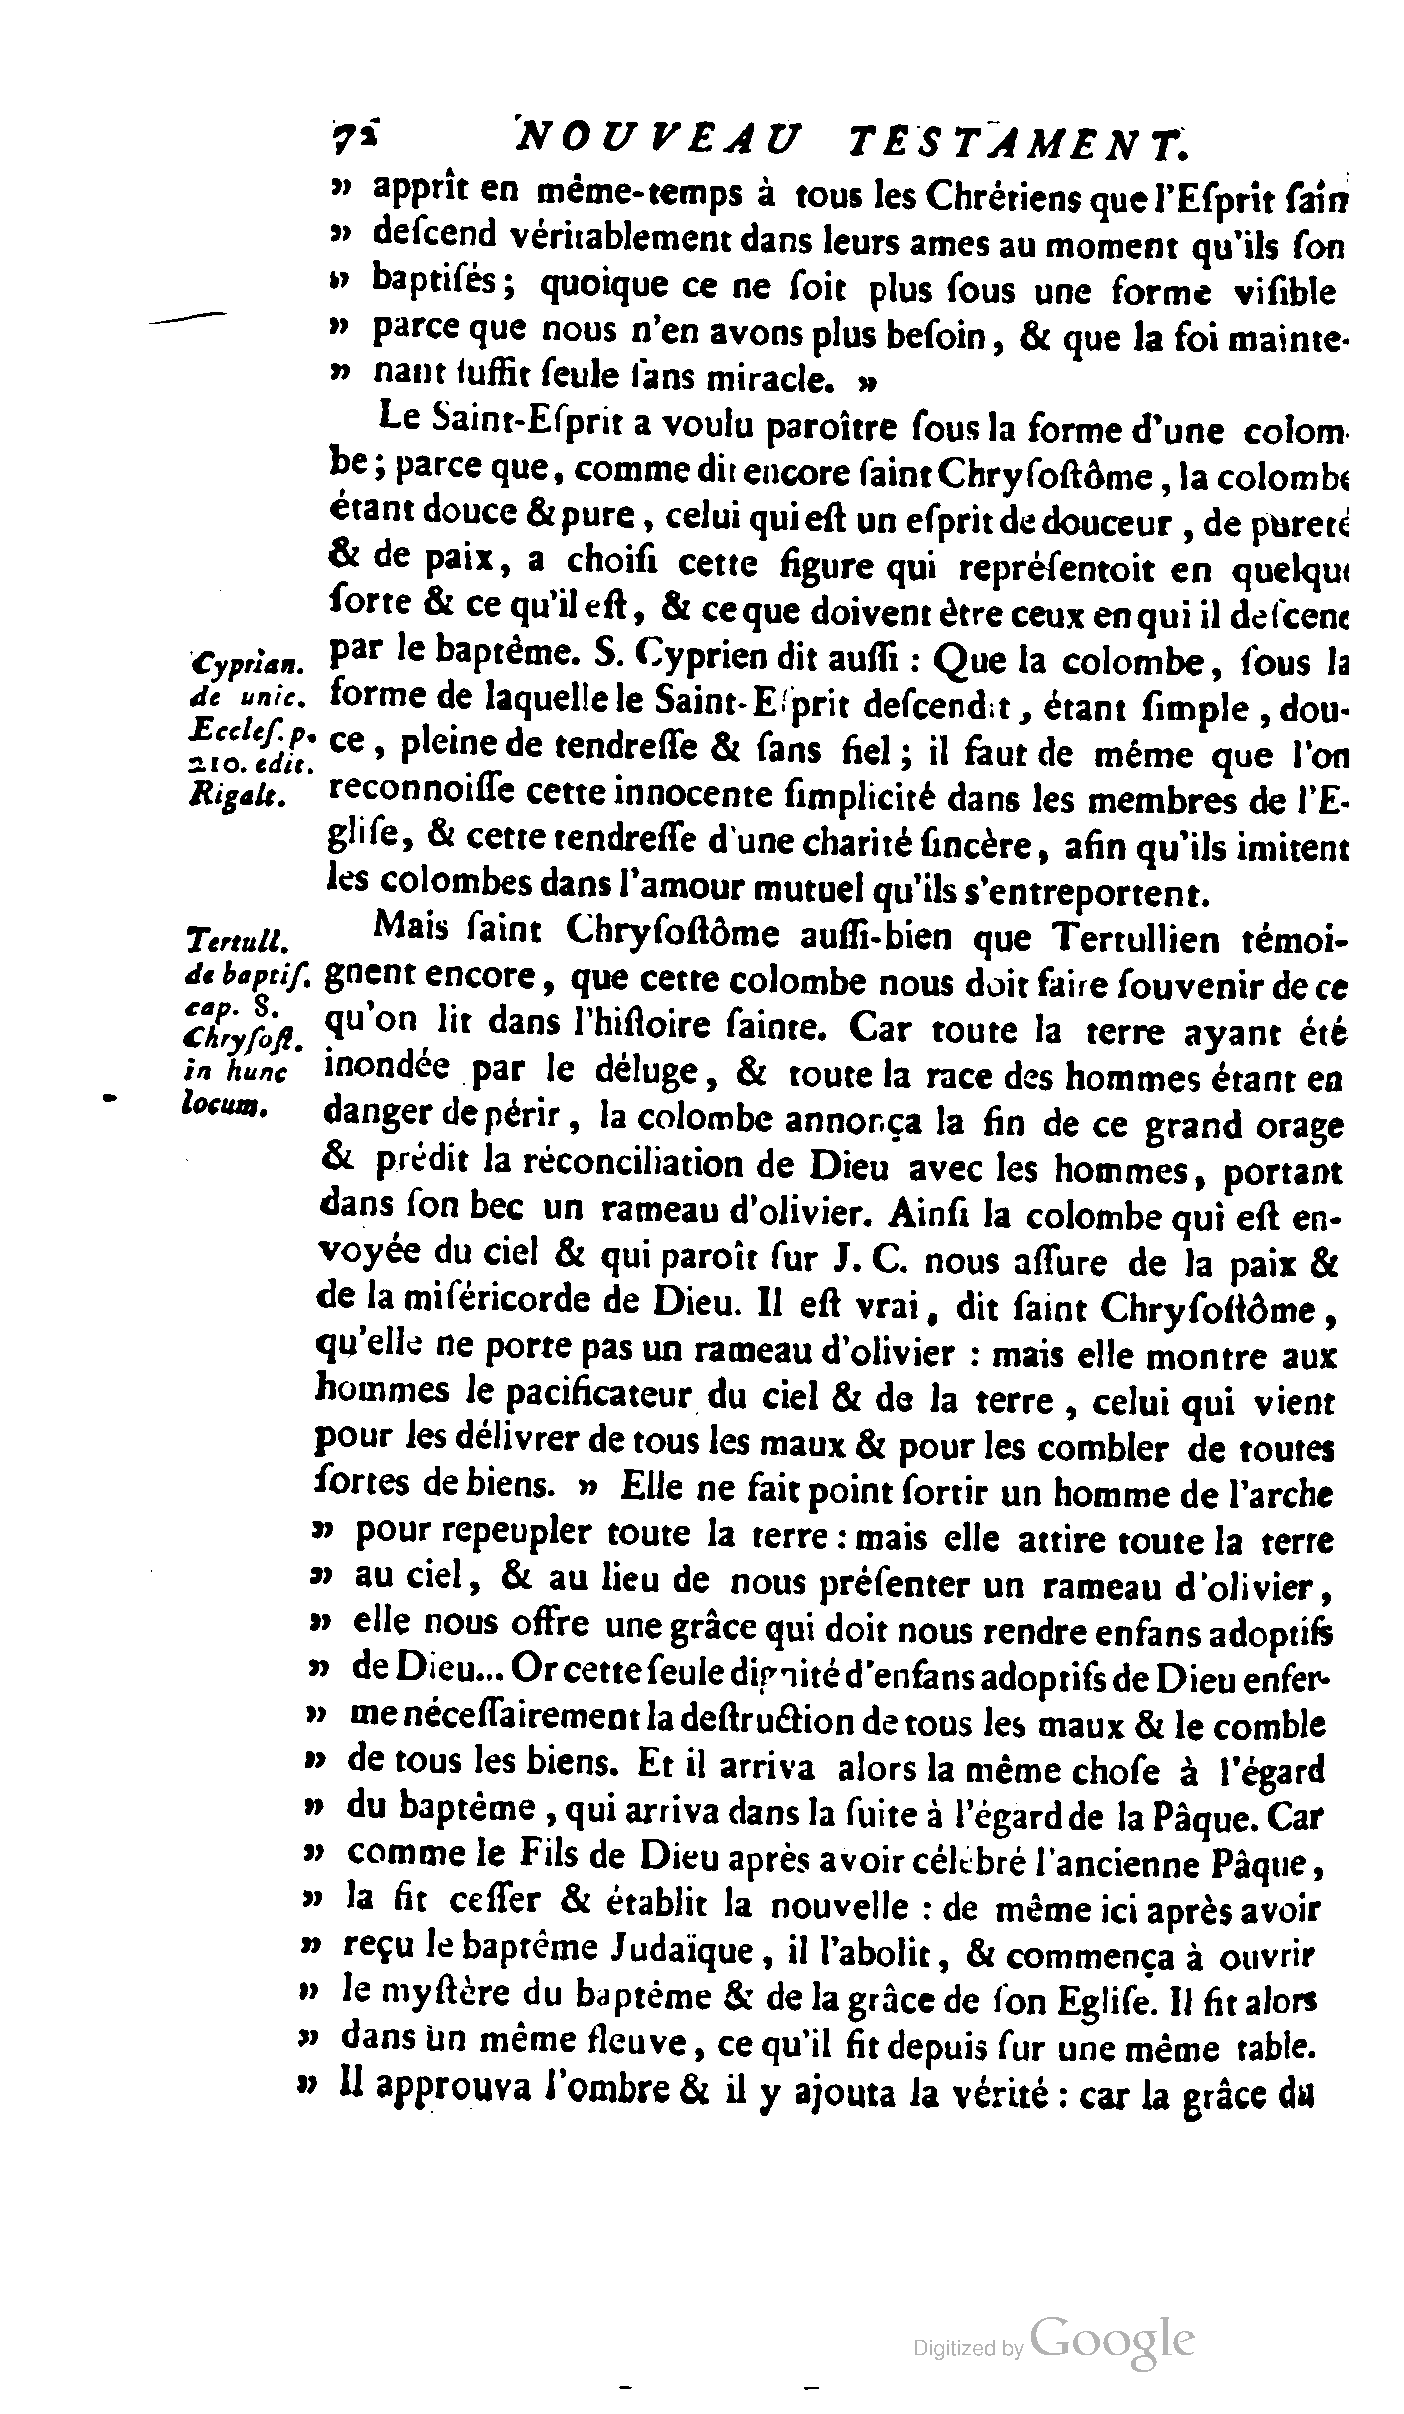 72 NOUVEAU TESTAMENT.
» apprît en même-temps à tous les Chrétiens que l'Eſprit ſain
» deſcend véritablement dans leurs ames au moment qu'ils ſon
» baptiſés; quoique ce ne ſoit plus ſous une forme viſible
» parce que nous n'en avons plus beſoin, & que la foi mainte-
» nant ſuffit ſeule ſans miracle. »
Le Saint-Eſprit a voulu paroître ſous la forme d'une colom-
be; parce que, comme dit encore ſaint Chryſoſtôme, la colombe
étant douce & pure, celui qui eſt un eſprit de douceur, de pureté
& de paix, a choiſi cette figure qui repréſentoit en quelque
ſorte & ce qu'il eſt, & ce que doivent être ceux en qui il deſcend
par le baptême. S. Cyprien dit auſſi : Que la colombe, ſous la
forme de laquelle le Saint-Eſprit deſcendit, étant ſimple, dou-
ce, pleine de tendreſſe & ſans fiel; il faut de même que l'on
reconnoiſſe cette innocente ſimplicité dans les membres de l'E-
gliſe, & cette tendreſſe d'une charité ſincère, afin qu'ils imitent
les colombes dans l'amour mutuel qu'ils s'entreportent.
Cyprian.
de unic.
Eccleſ. p.
210. edit.
Rigalt.
Mais ſaint Chryſoſtôme auſſi-bien que Tertullien témoi-
gnent encore, que cette colombe nous doit faire ſouvenir de ce
qu'on lit dans l'hiſtoire ſainte. Car toute la terre ayant été
inondée par le déluge, & toute la race des hommes étant en
danger de périr, la colombe annonça la fin de ce grand orage
& prédit la réconciliation de Dieu avec les hommes, portant
dans ſon bec un rameau d'olivier. Ainſi la colombe qui eſt en-
voyée du ciel & qui paroît ſur J. C. nous aſſure de la paix &
de la miſéricorde de Dieu. Il eſt vrai, dit ſaint Chryſoſtôme,
qu'elle ne porte pas un rameau d'olivier : mais elle montre aux
hommes le pacificateur du ciel & de la terre, celui qui vient
pour les délivrer de tous les maux & pour les combler de toutes
ſortes de biens. » Elle ne fait point ſortir un homme de l'arche
» pour repeupler toute la terre : mais elle attire toute la terre
» au ciel, & au lieu de nous préſenter un rameau d'olivier,
» elle nous offre une grâce qui doit nous rendre enfans adoptifs
» de Dieu... Or cette ſeule dignité d'enfans adoptifs de Dieu enfer-
» me néceſſairement la deſtruction de tous les maux & le comble
» de tous les biens. Et il arriva alors la même choſe à l'égard
» du baptême, qui arriva dans la ſuite à l'égard de la Pâque. Car
» comme le Fils de Dieu après avoir célébré l'ancienne Pâque,
» la fit ceſſer & établit la nouvelle : de même ici après avoir
» reçu le baptême Judaïque, il l'abolit, & commença à ouvrir
» le myſtère du baptême & de la grâce de ſon Egliſe. Il fit alors
» dans un même fleuve, ce qu'il fit depuis ſur une même table.
» Il approuva l'ombre & il y ajouta la vérité : car la grâce du
Tertull.
de baptiſ.
cap. 8.
Chryſoſt.
in hunc
locum.
Digitized by Google